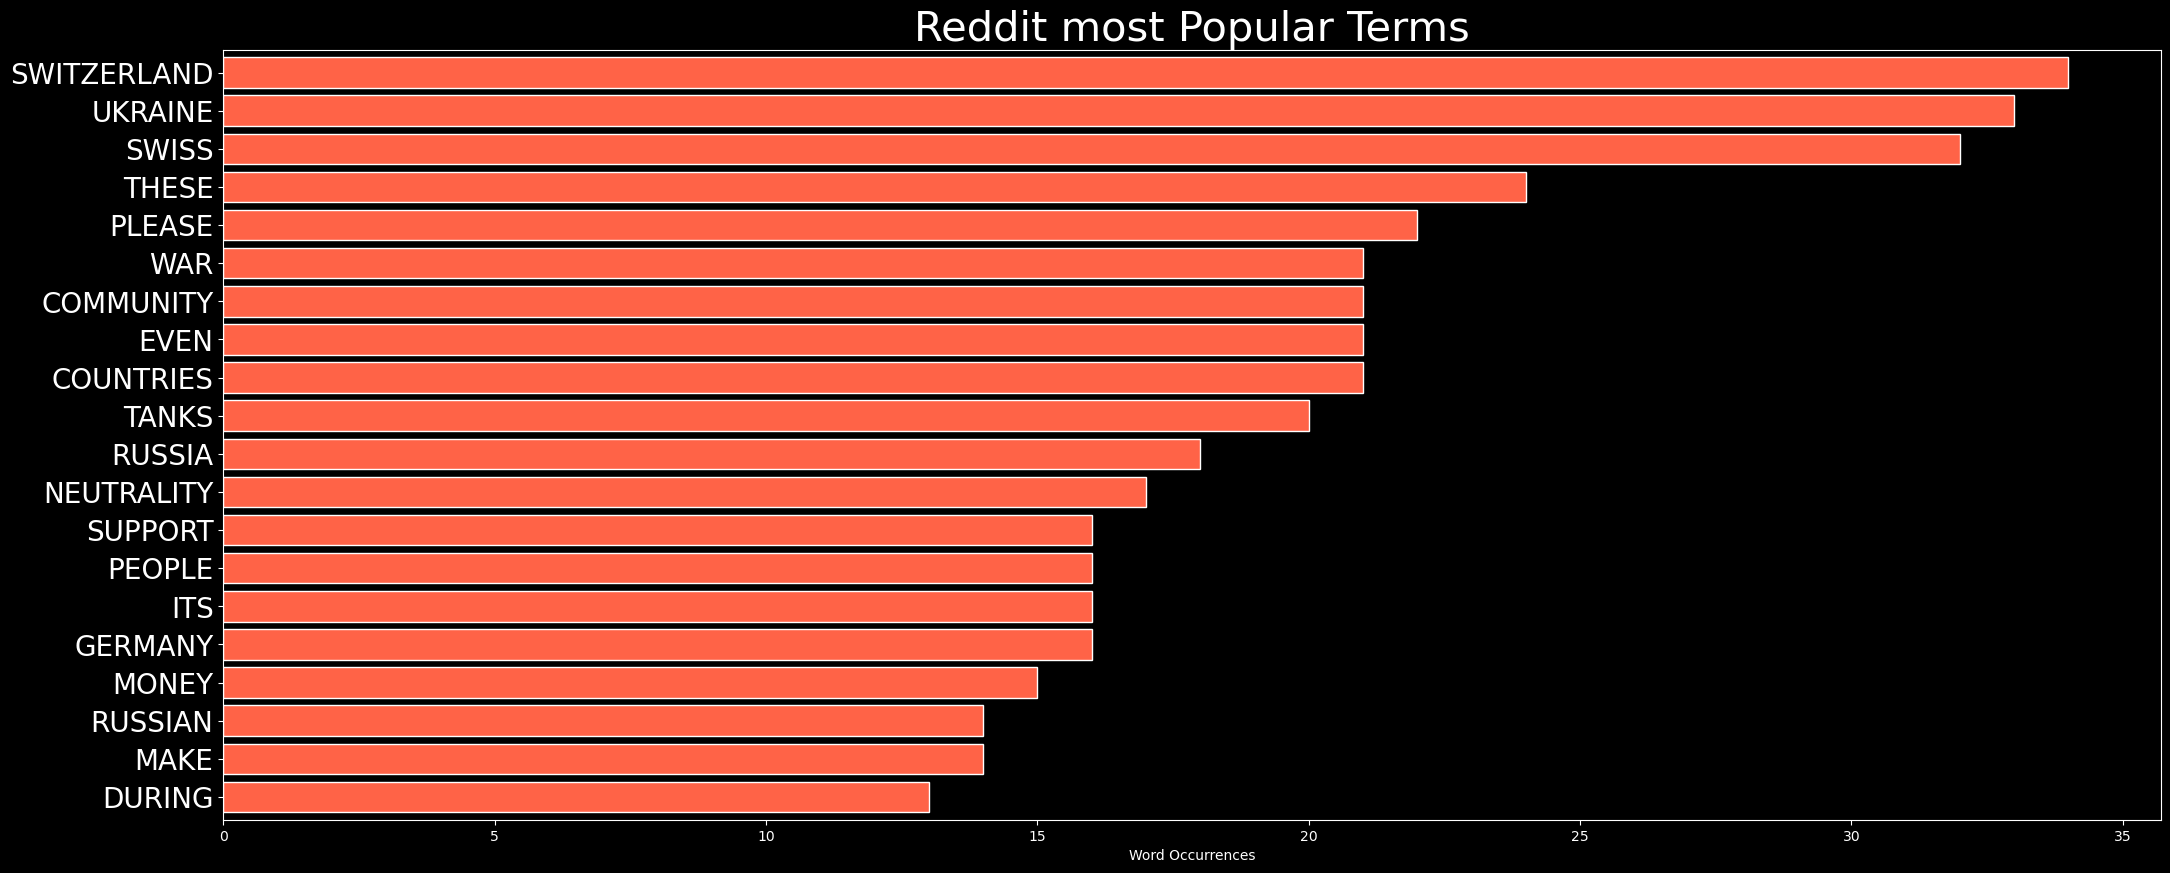 Reddit most Popular Terms
SWITZERLAND
UKRAINE
SWISS
THESE
PLEASE
WAR
COMMUNITY
EVEN
COUNTRIES
TANKS
RUSSIA
NEUTRALITY
SUPPORT
PEOPLE
ITS
GERMANY
MONEY
RUSSIAN
MAKE
DURING
0 5 10 15 20 25 30 35
Word Occurrences